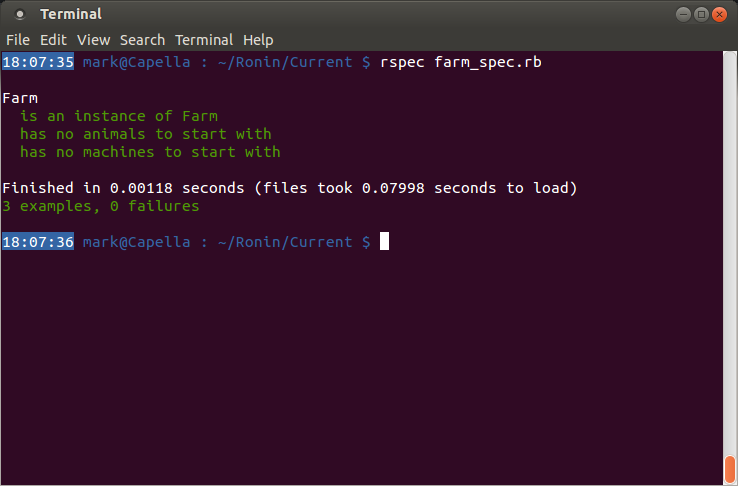 Terminal
File Edit View Search Terminal Help
18:07:35 mark@Capella : ~/Ronin/Current $ rspec farm_spec.rb
Farm
  is an instance of Farm
  has no animals to start with
  has no machines to start with
Finished in 0.00118 seconds (files took 0.07998 seconds to load)
3 examples, 0 failures
18:07:36 mark@Capella : ~/Ronin/Current $